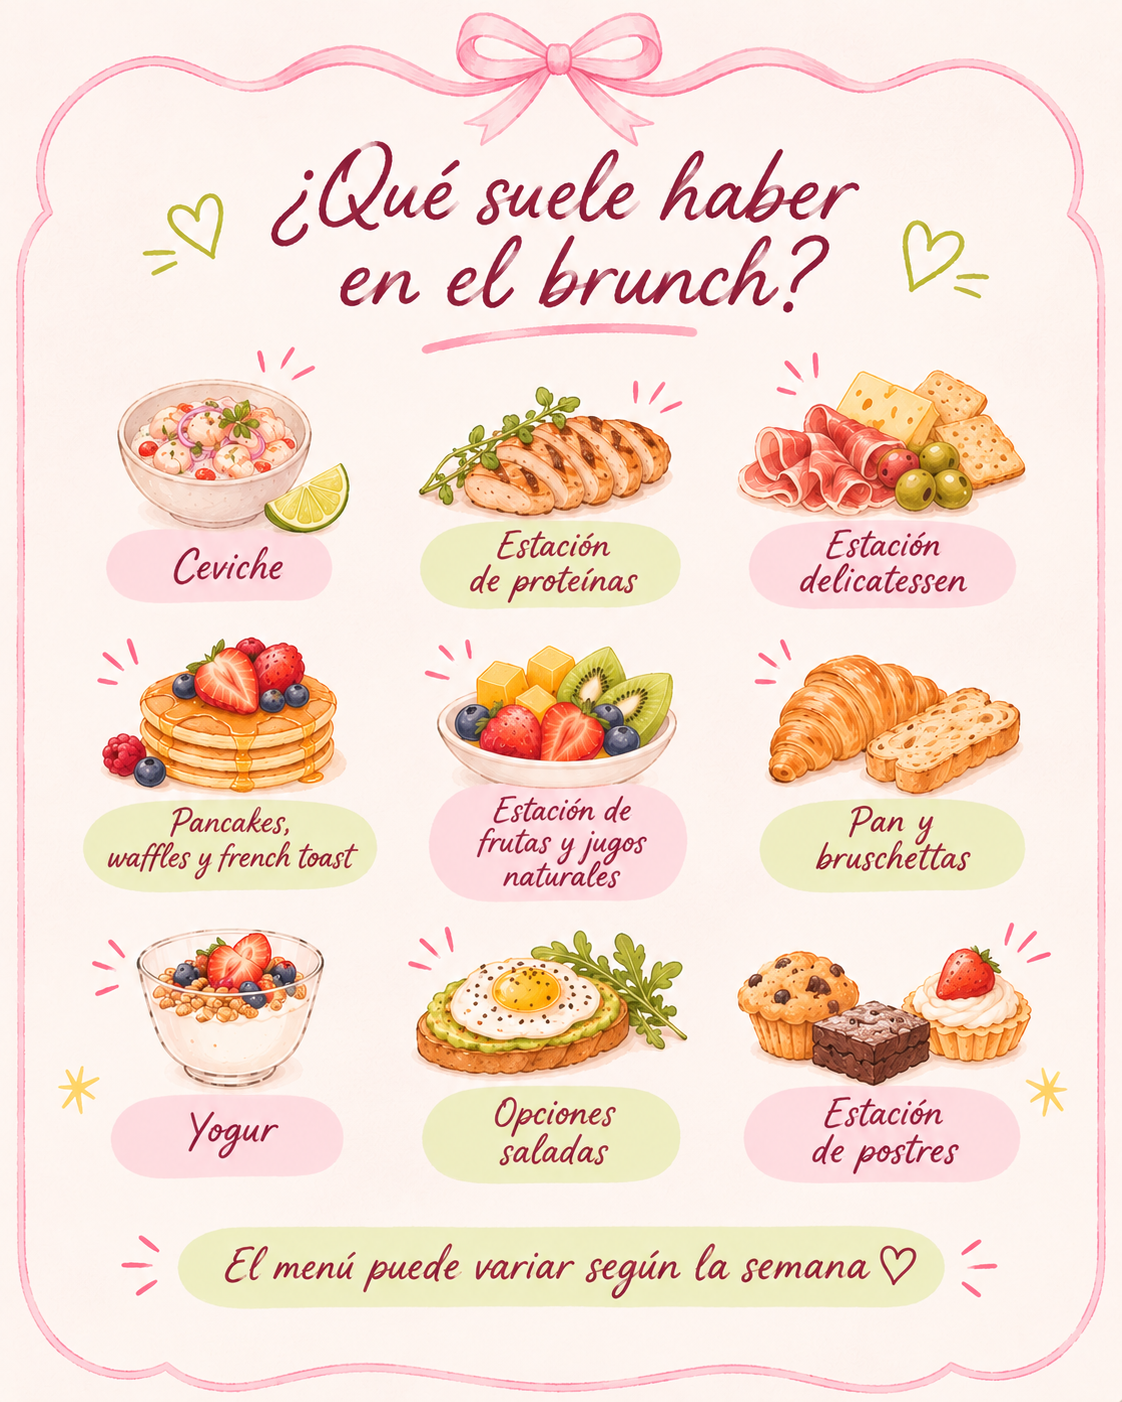 ¿Qué suele haber
en el brunch?
Ceviche
Estación
de proteínas
Estación
delicatessen
Pancakes,
waffles y french toast
Estación de
frutas y jugos
naturales
Pan y
bruschettas
Yogur
Opciones
saladas
Estación
de postres
El menú puede variar según la semana♡